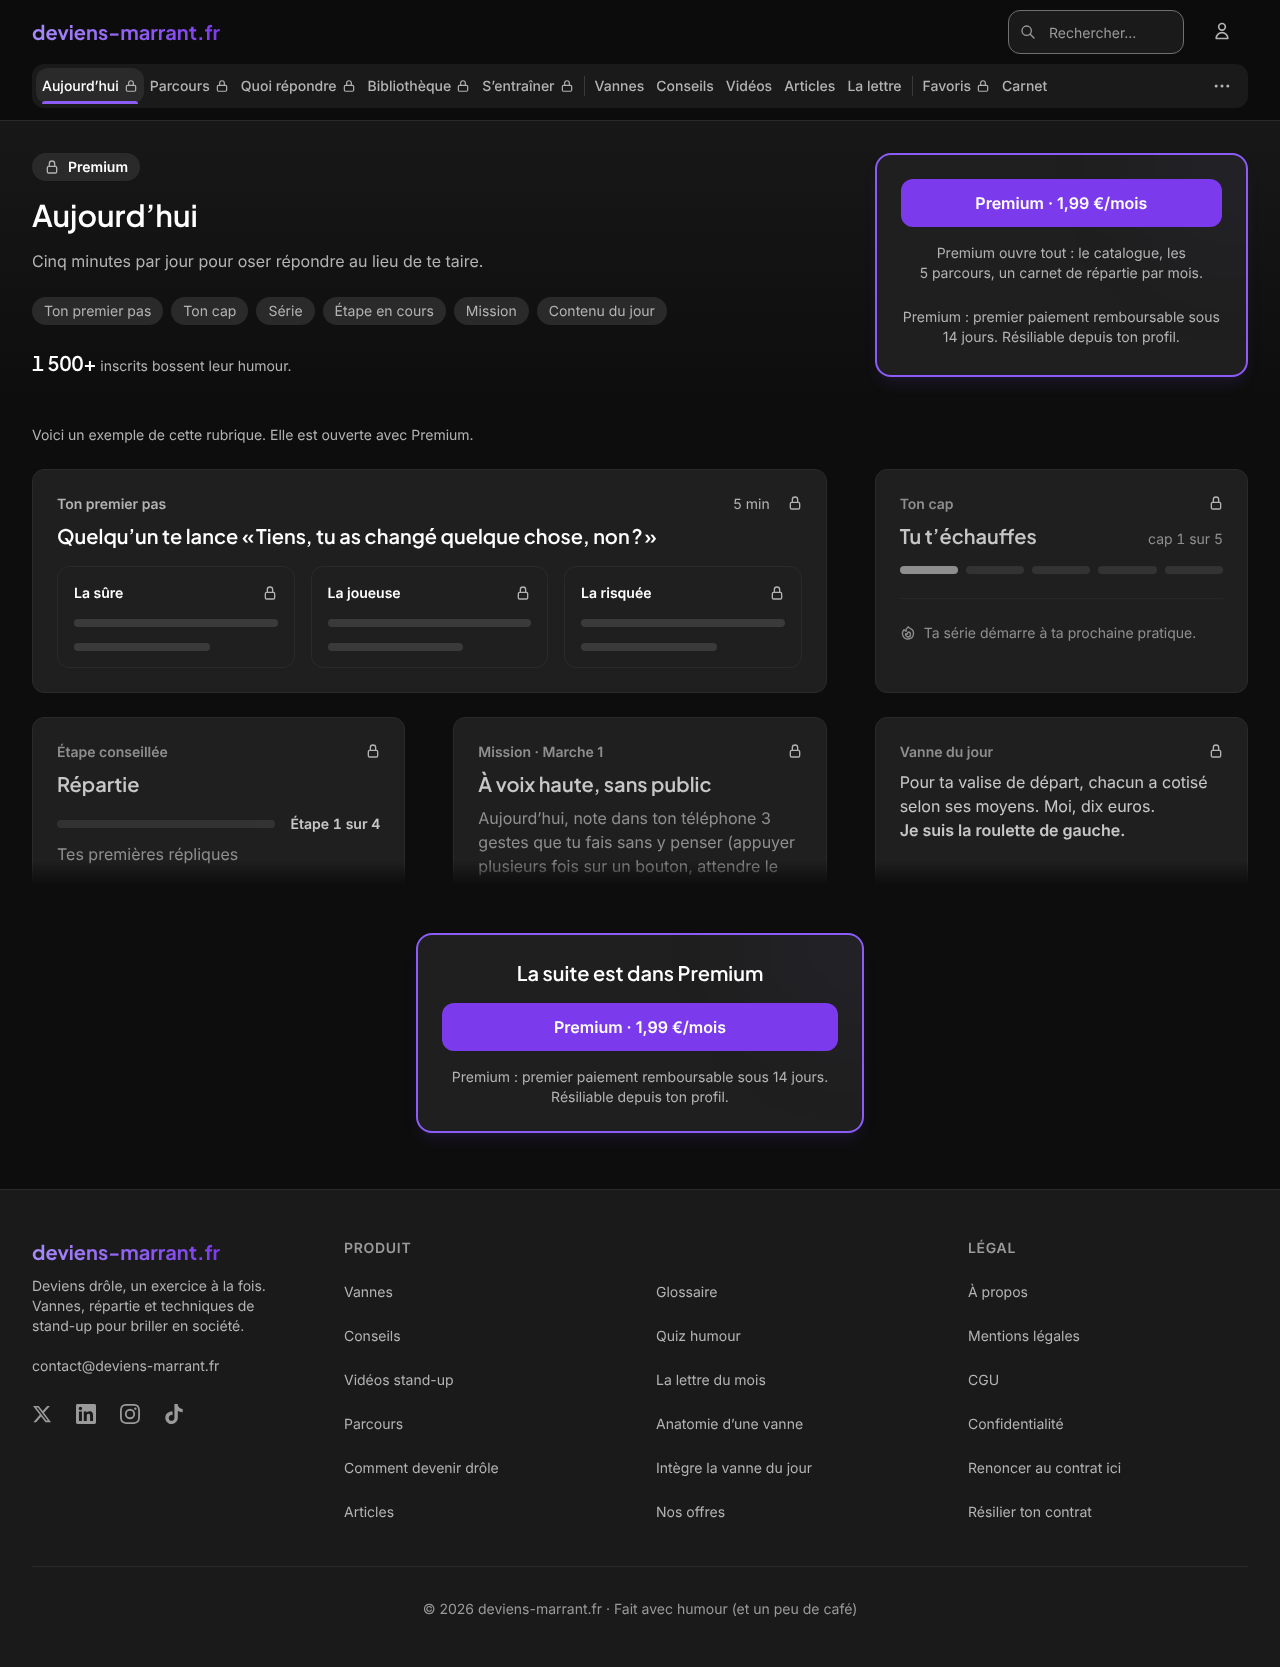 deviens-marrant.fr
Rechercher...
Aujourd’hui
Parcours
Quoi répondre
Bibliothèque
S’entraîner
Vannes
Conseils
Vidéos
Articles
La lettre
Favoris
Carnet
Premium
Aujourd’hui
Cinq minutes par jour pour oser répondre au lieu de te taire.
Ton premier pas
Ton cap
Série
Étape en cours
Mission
Contenu du jour
1 500+ inscrits bossent leur humour.
Premium · 1,99 €/mois
Premium ouvre tout : le catalogue, les
5 parcours, un carnet de répartie par mois.
Premium : premier paiement remboursable sous
14 jours. Résiliable depuis ton profil.
Voici un exemple de cette rubrique. Elle est ouverte avec Premium.
Ton premier pas
5 min
Quelqu’un te lance « Tiens, tu as changé quelque chose, non ? »
La sûre
La joueuse
La risquée
Ton cap
Tu t’échauffes
cap 1 sur 5
Ta série démarre à ta prochaine pratique.
Étape conseillée
Répartie
Étape 1 sur 4
Tes premières répliques
Mission · Marche 1
À voix haute, sans public
Aujourd’hui, note dans ton téléphone 3
gestes que tu fais sans y penser (appuyer
plusieurs fois sur un bouton, attendre le
Vanne du jour
Pour ta valise de départ, chacun a cotisé
selon ses moyens. Moi, dix euros.
Je suis la roulette de gauche.
La suite est dans Premium
Premium · 1,99 €/mois
Premium : premier paiement remboursable sous 14 jours.
Résiliable depuis ton profil.
deviens-marrant.fr
Deviens drôle, un exercice à la fois.
Vannes, répartie et techniques de
stand-up pour briller en société.
contact@deviens-marrant.fr
PRODUIT
Vannes
Conseils
Vidéos stand-up
Parcours
Comment devenir drôle
Articles
Glossaire
Quiz humour
La lettre du mois
Anatomie d’une vanne
Intègre la vanne du jour
Nos offres
LÉGAL
À propos
Mentions légales
CGU
Confidentialité
Renoncer au contrat ici
Résilier ton contrat
© 2026 deviens-marrant.fr · Fait avec humour (et un peu de café)